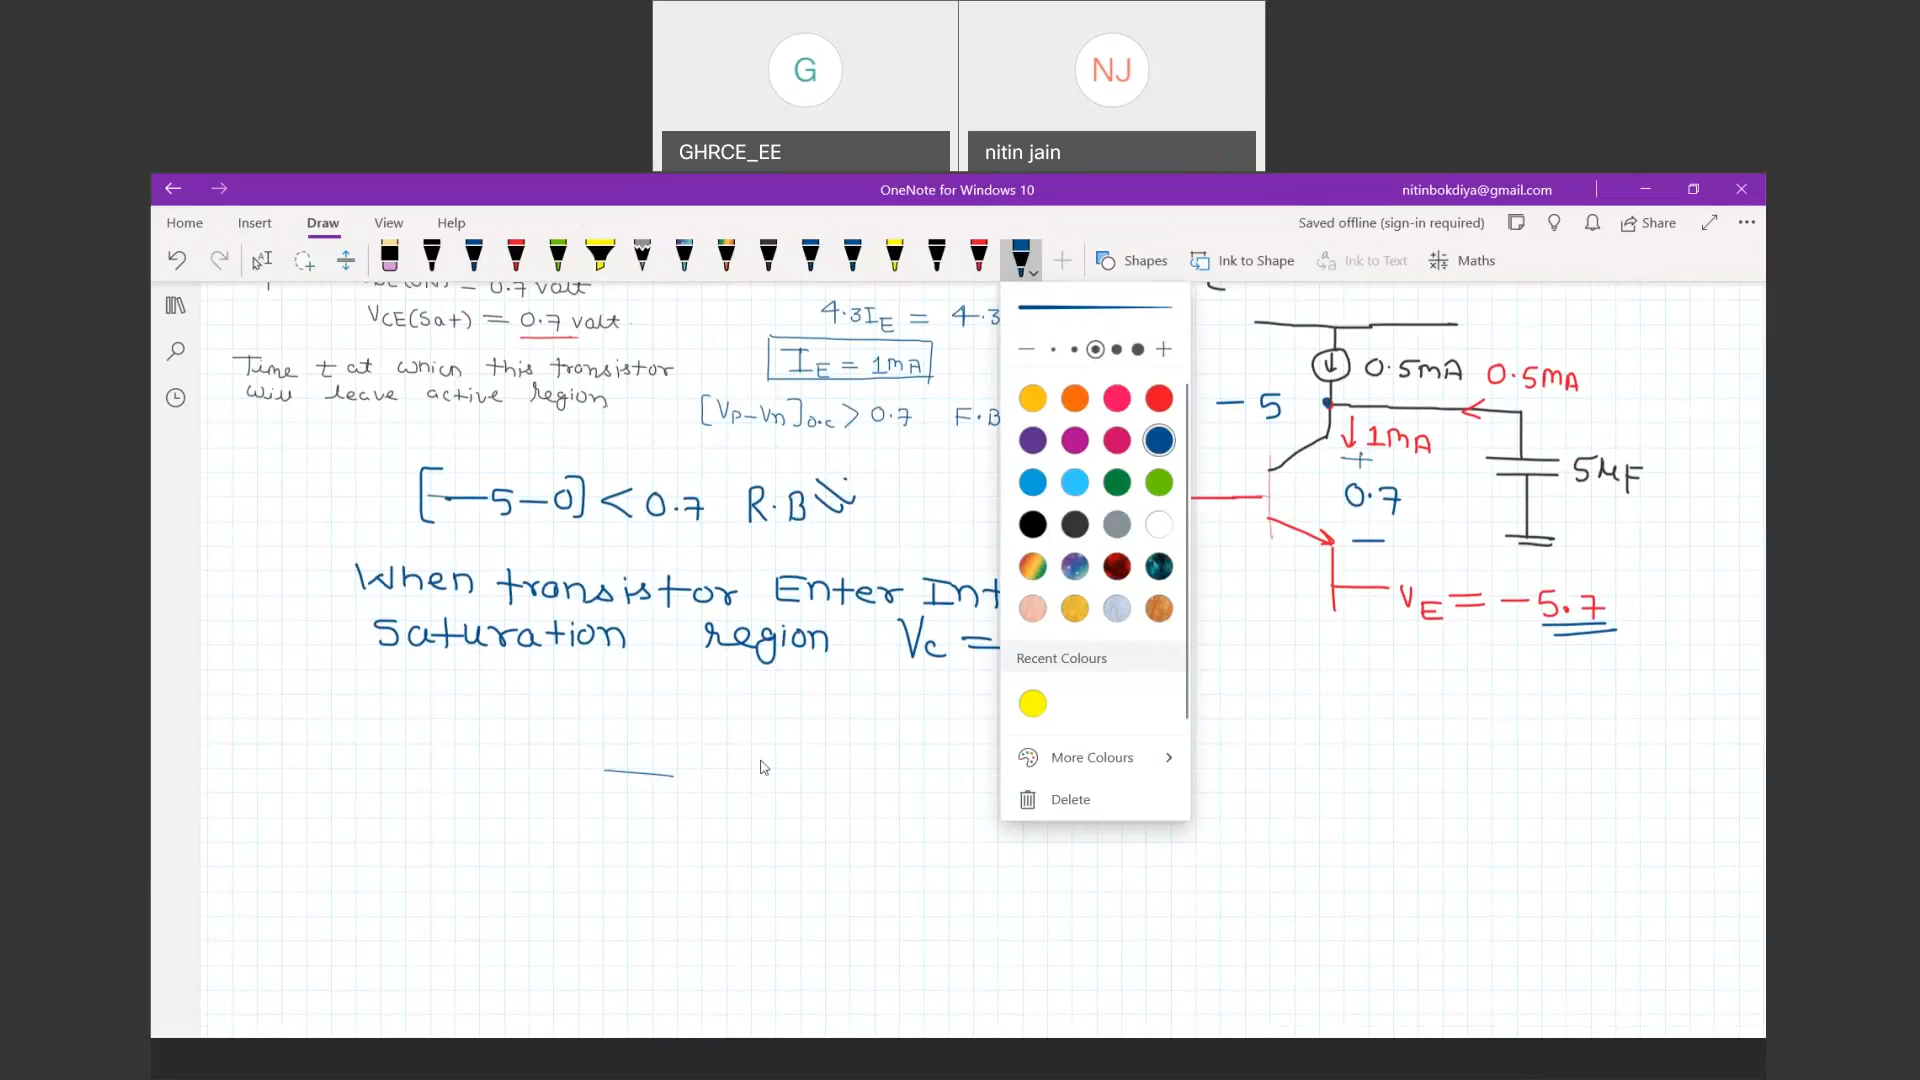 G
NJ
GHRCE_EE
nitin jain
OneNote for Windows 10
nitinbokdiya@gmail.com
Home
Insert
Draw
View
Help
Saved offline (sign-in required)
Share
Shapes
Ink to Shape
Ink to Text
Maths
= 0.7 volt
VCE(Sat) = 0.7 volt
Time t at which this transistor
will leave active region
4.3IE = 4.3
IE = 1mA
[Vp-Vn]o.c > 0.7 F.B
[-5-0] < 0.7 R.B
When transistor Enter Int
saturation region Vc =
0.5mA
0.5mA
-5
↓ 1mA
+
0.7
-
5μF
VE = -5.7
Recent Colours
More Colours
Delete